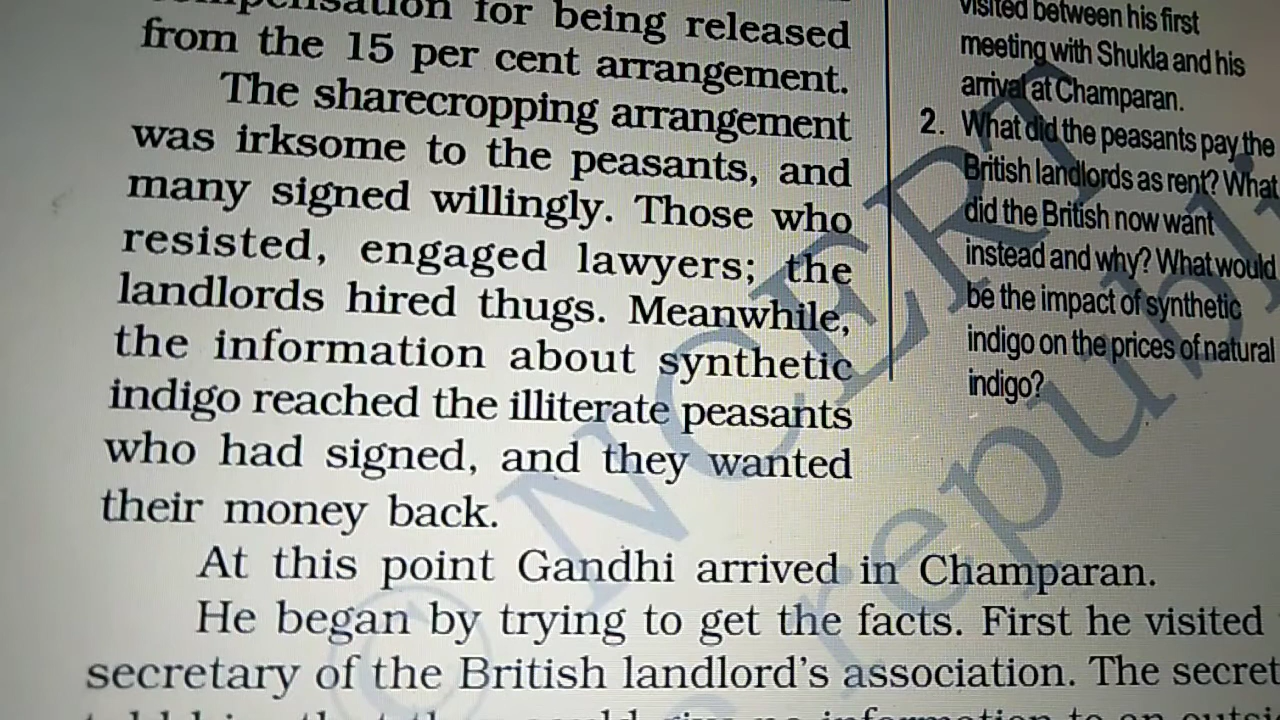 compensation for being released
from the 15 per cent arrangement.
The sharecropping arrangement
was irksome to the peasants, and
many signed willingly. Those who
resisted, engaged lawyers; the
landlords hired thugs. Meanwhile,
the information about synthetic
indigo reached the illiterate peasants
who had signed, and they wanted
their money back.
At this point Gandhi arrived in Champaran.
He began by trying to get the facts. First he visited
secretary of the British landlord's association. The secret
visited between his first
meeting with Shukla and his
arrival at Champaran.
2. What did the peasants pay the
British landlords as rent? What
did the British now want
instead and why? What would
be the impact of synthetic
indigo on the prices of natural
indigo?
© NCERT
republi